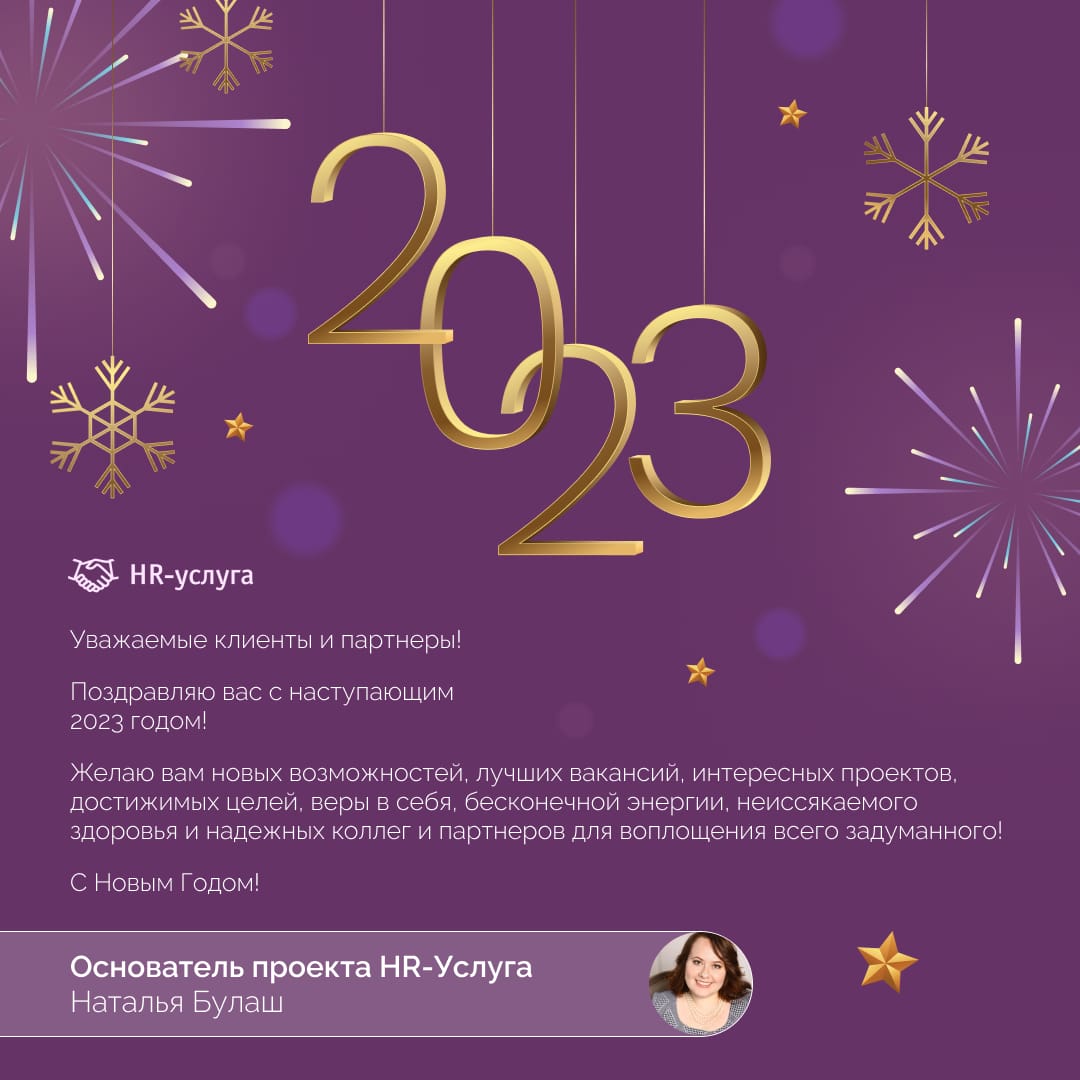 2023
HR-услуга
Уважаемые клиенты и партнеры!
Поздравляю вас с наступающим
2023 годом!
Желаю вам новых возможностей, лучших вакансий, интересных проектов,
достижимых целей, веры в себя, бесконечной энергии, неиссякаемого
здоровья и надежных коллег и партнеров для воплощения всего задуманного!
С Новым Годом!
Основатель проекта HR-Услуга
Наталья Булаш